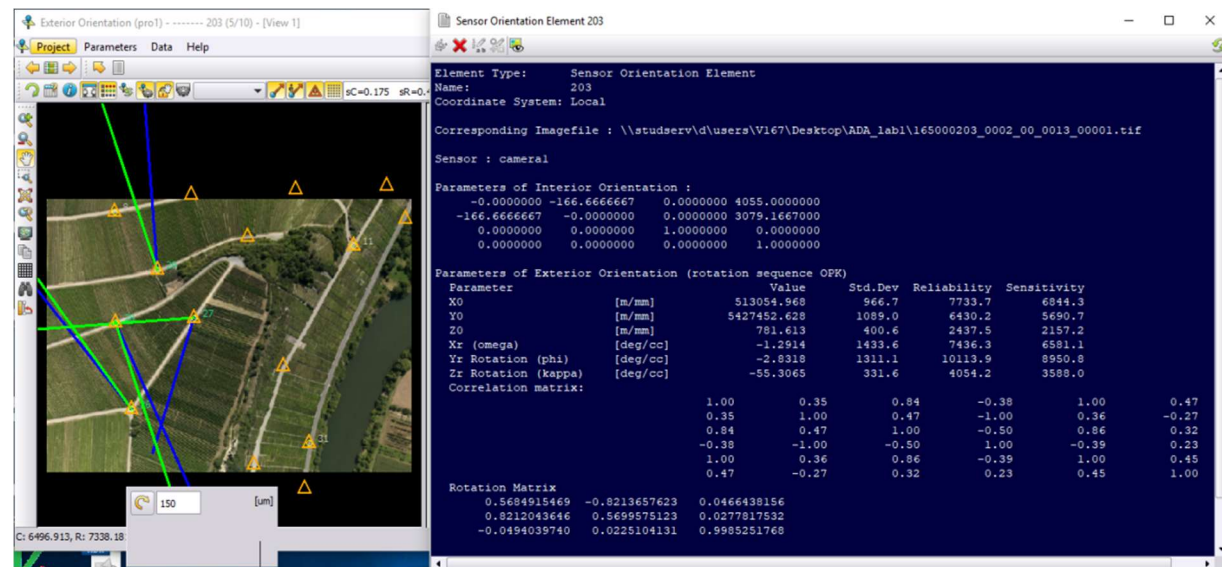 Exterior Orientation (pro1) - ------- 203 (5/10) - [View 1]
Project Parameters Data Help
sC=0.175 sR=0.
11
27
31
150 [um]
C: 6496.913, R: 7338.18
Sensor Orientation Element 203
Element Type: Sensor Orientation Element
Name: 203
Coordinate System: Local
Corresponding Imagefile : \\studserv\d\users\V167\Desktop\ADA_lab1\165000203_0002_00_0013_00001.tif
Sensor : camera1
Parameters of Interior Orientation :
-0.0000000 -166.6666667 0.0000000 4055.0000000
-166.6666667 -0.0000000 0.0000000 3079.1667000
0.0000000 0.0000000 1.0000000 0.0000000
0.0000000 0.0000000 0.0000000 1.0000000
Parameters of Exterior Orientation (rotation sequence OPK)
Parameter Value Std.Dev Reliability Sensitivity
X0 [m/mm] 513054.968 966.7 7733.7 6844.3
Y0 [m/mm] 5427452.628 1089.0 6430.2 5690.7
Z0 [m/mm] 781.613 400.6 2437.5 2157.2
Xr (omega) [deg/cc] -1.2914 1433.6 7436.3 6581.1
Yr Rotation (phi) [deg/cc] -2.8318 1311.1 10113.9 8950.8
Zr Rotation (kappa) [deg/cc] -55.3065 331.6 4054.2 3588.0
Correlation matrix:
1.00 0.35 0.84 -0.38 1.00 0.47
0.35 1.00 0.47 -1.00 0.36 -0.27
0.84 0.47 1.00 -0.50 0.86 0.32
-0.38 -1.00 -0.50 1.00 -0.39 0.23
1.00 0.36 0.86 -0.39 1.00 0.45
0.47 -0.27 0.32 0.23 0.45 1.00
Rotation Matrix
0.5684915469 -0.8213657623 0.0466438156
0.8212043646 0.5699575123 0.0277817532
-0.0494039740 0.0225104131 0.9985251768